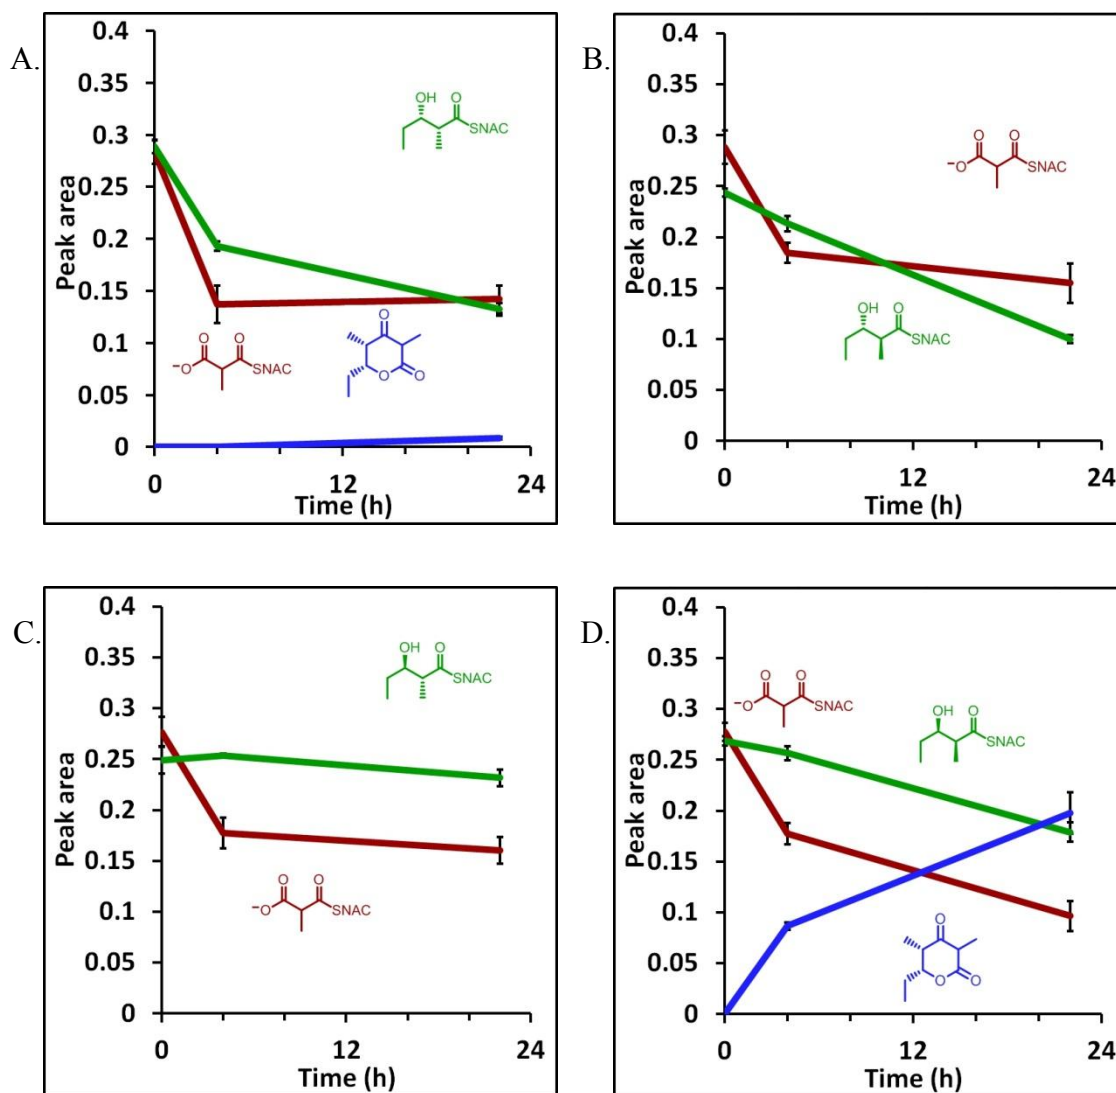 A.
0.4
0.35
0.3
0.25
0.2
0.15
0.1
0.05
0
Peak area
0
12
24
Time (h)
OH
O
SNAC
O
O
⁻O
SNAC
O
O
O
B.
0.4
0.35
0.3
0.25
0.2
0.15
0.1
0.05
0
Peak area
0
12
24
Time (h)
O
O
⁻O
SNAC
OH
O
SNAC
C.
0.4
0.35
0.3
0.25
0.2
0.15
0.1
0.05
0
Peak area
0
12
24
Time (h)
OH
O
SNAC
O
O
⁻O
SNAC
D.
0.4
0.35
0.3
0.25
0.2
0.15
0.1
0.05
0
Peak area
0
12
24
Time (h)
O
O
⁻O
SNAC
OH
O
SNAC
O
O
O